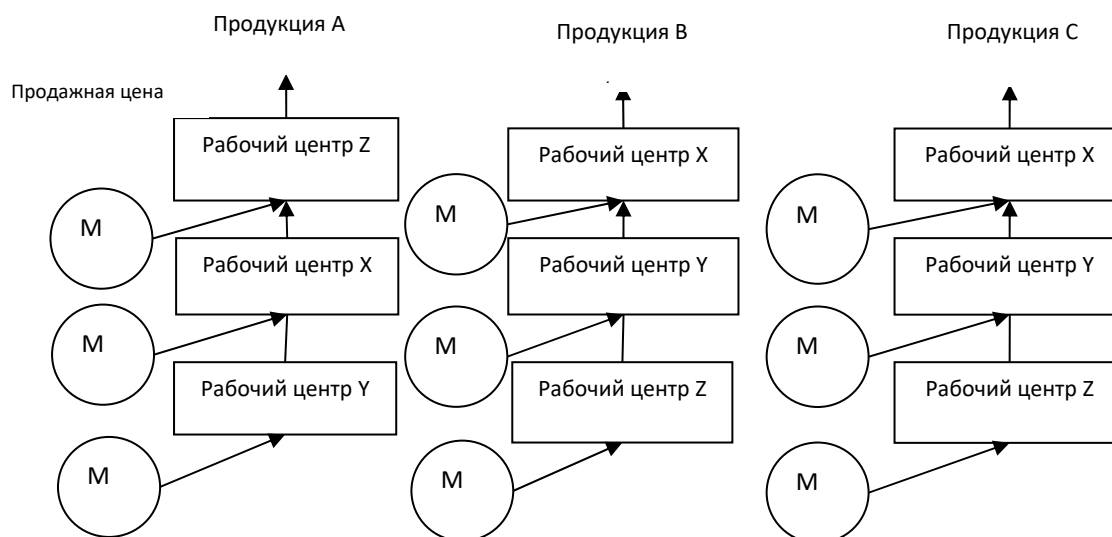 Продукция А
Продукция В
Продукция С
Продажная цена
Рабочий центр Z
Рабочий центр X
Рабочий центр X
М
М
М
Рабочий центр X
Рабочий центр Y
Рабочий центр Y
М
М
М
Рабочий центр Y
Рабочий центр Z
Рабочий центр Z
М
М
М